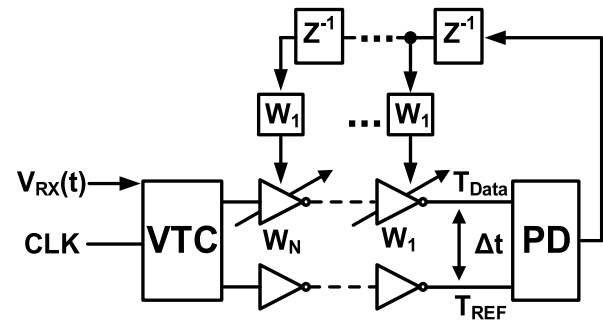 Z⁻¹ Z⁻¹
W₁ W₁
V_RX(t)
CLK
VTC
W_N W₁
T_Data
Δt
T_REF
PD